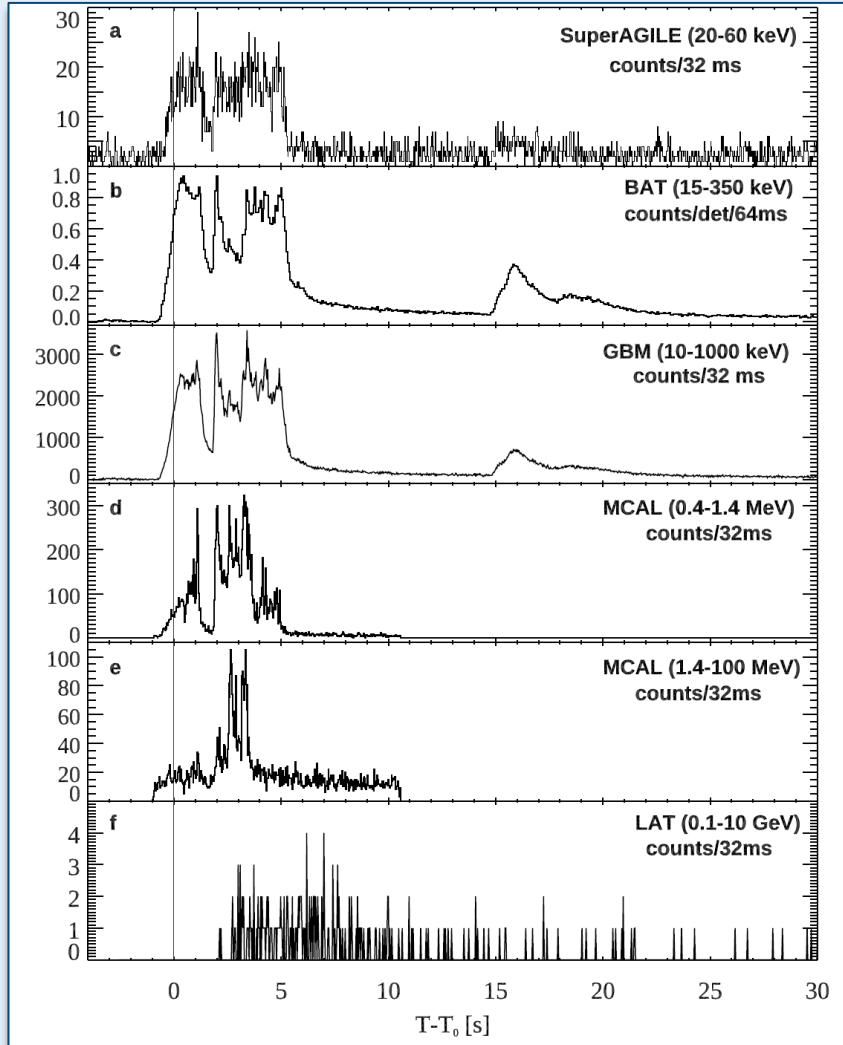 a
SuperAGILE (20-60 keV)
counts/32 ms
30
20
10
b
BAT (15-350 keV)
counts/det/64ms
1.0
0.8
0.6
0.4
0.2
0.0
c
GBM (10-1000 keV)
counts/32 ms
3000
2000
1000
0
d
MCAL (0.4-1.4 MeV)
counts/32ms
300
200
100
0
e
MCAL (1.4-100 MeV)
counts/32ms
100
80
60
40
20
0
f
LAT (0.1-10 GeV)
counts/32ms
4
3
2
1
0
0 5 10 15 20 25 30
T-T₀ [s]